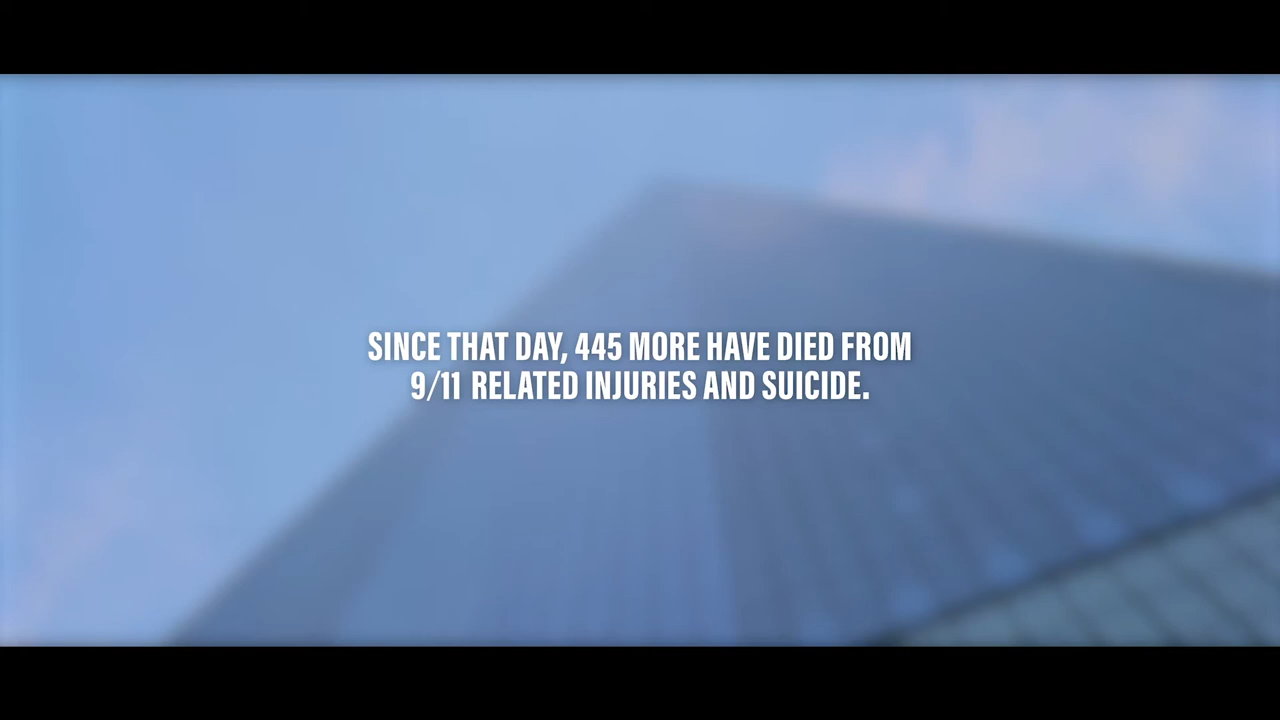 SINCE THAT DAY, 445 MORE HAVE DIED FROM
9/11 RELATED INJURIES AND SUICIDE.